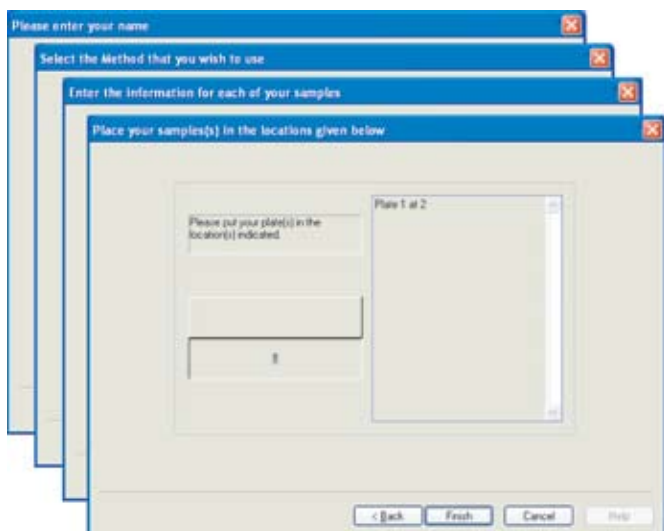 Please enter your name
Select the Method that you wish to use
Enter the information for each of your samples
Place your samples(s) in the locations given below
Plate 1 at 2
Please put your plate(s) in the
location(s) indicated.
< Back
Finish
Cancel
Help